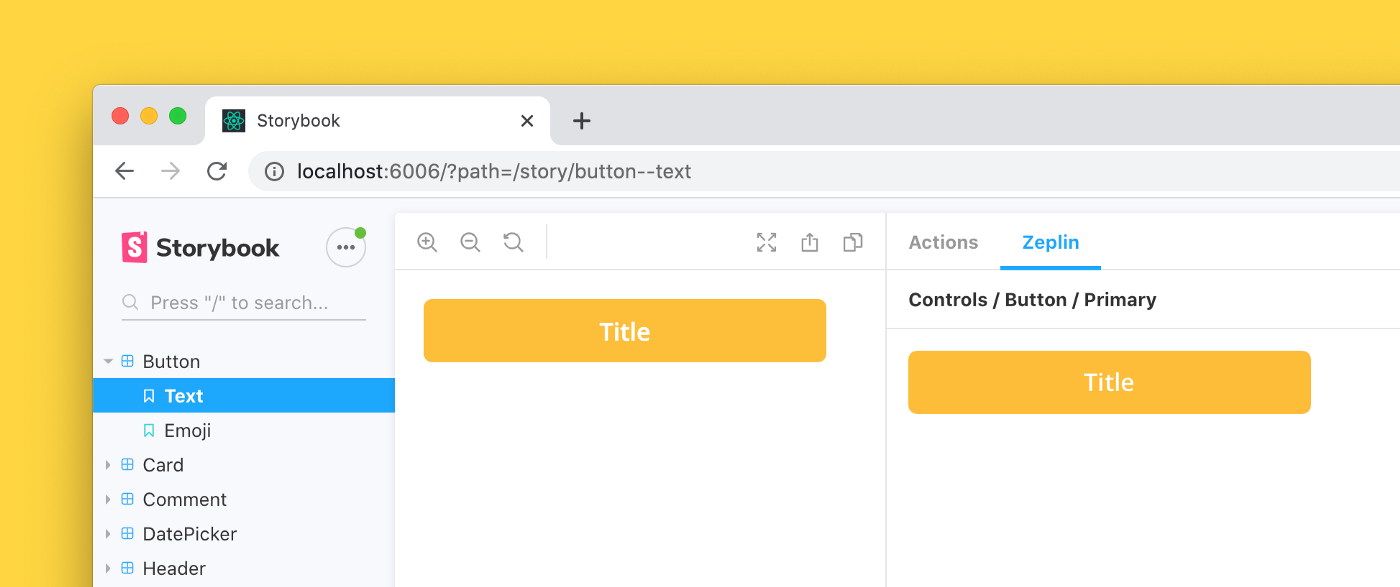 Storybook
localhost:6006/?path=/story/button--text
Storybook
Press "/" to search...
Button
Text
Emoji
Card
Comment
DatePicker
Header
Title
Actions
Zeplin
Controls / Button / Primary
Title